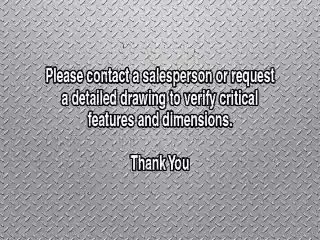 Please contact a salesperson or request
a detailed drawing to verify critical
features and dimensions.
Thank You